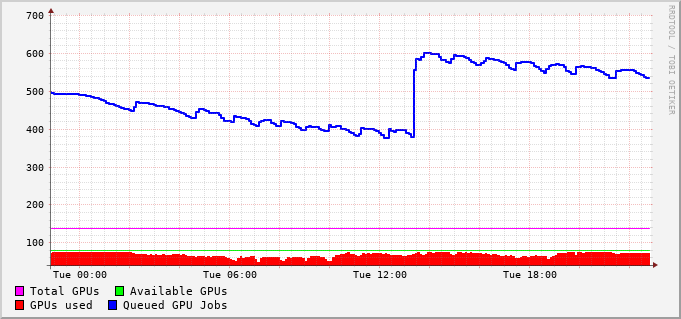 700
600
500
400
300
200
100
Tue 00:00 Tue 06:00 Tue 12:00 Tue 18:00
Total GPUs Available GPUs
GPUs used Queued GPU Jobs
RRDTOOL / TOBI OETIKER